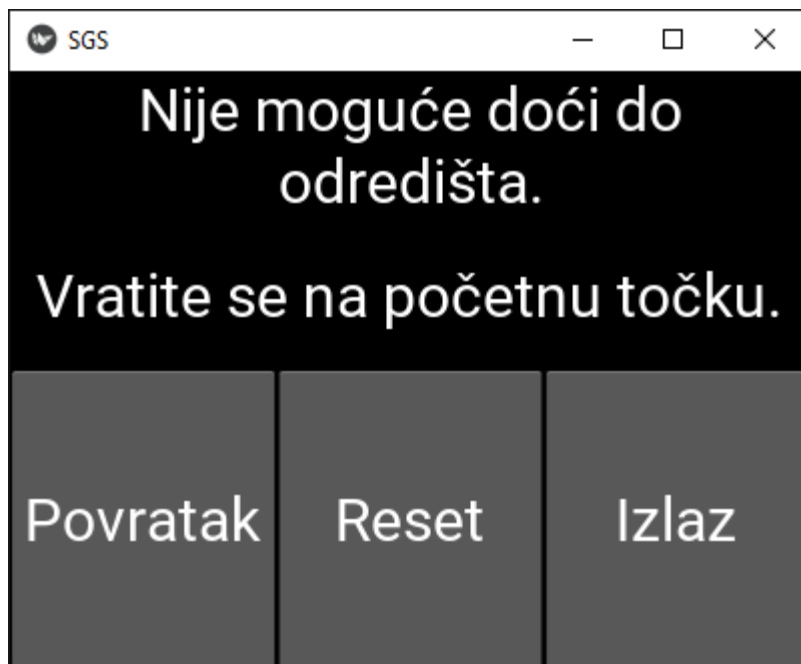 SGS
Nije moguće doći do
odredišta.
Vratite se na početnu točku.
Povratak
Reset
Izlaz